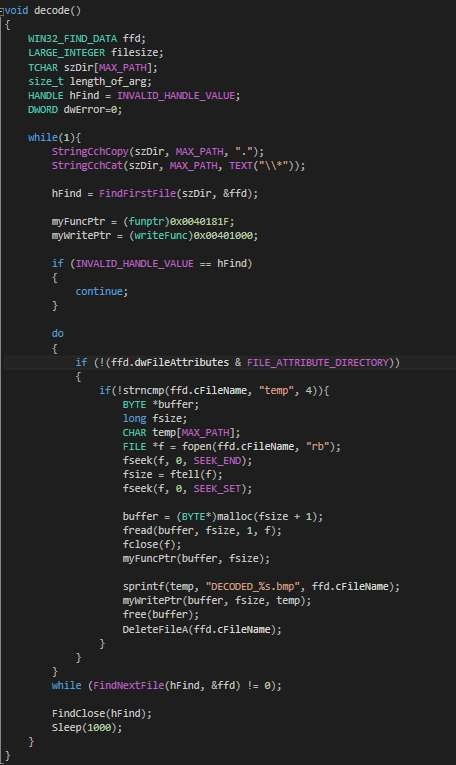 void decode()
{
    WIN32_FIND_DATA ffd;
    LARGE_INTEGER filesize;
    TCHAR szDir[MAX_PATH];
    size_t length_of_arg;
    HANDLE hFind = INVALID_HANDLE_VALUE;
    DWORD dwError=0;

    while(1){
        StringCchCopy(szDir, MAX_PATH, ".");
        StringCchCat(szDir, MAX_PATH, TEXT("\\*"));

        hFind = FindFirstFile(szDir, &ffd);

        myFuncPtr = (funptr)0x0040181F;
        myWritePtr = (writeFunc)0x00401000;

        if (INVALID_HANDLE_VALUE == hFind)
        {
            continue;
        }

        do
        {
            if (!(ffd.dwFileAttributes & FILE_ATTRIBUTE_DIRECTORY))
            {
                if(!strncmp(ffd.cFileName, "temp", 4)){
                    BYTE *buffer;
                    long fsize;
                    CHAR temp[MAX_PATH];
                    FILE *f = fopen(ffd.cFileName, "rb");
                    fseek(f, 0, SEEK_END);
                    fsize = ftell(f);
                    fseek(f, 0, SEEK_SET);

                    buffer = (BYTE*)malloc(fsize + 1);
                    fread(buffer, fsize, 1, f);
                    fclose(f);
                    myFuncPtr(buffer, fsize);

                    sprintf(temp, "DECODED_%s.bmp", ffd.cFileName);
                    myWritePtr(buffer, fsize, temp);
                    free(buffer);
                    DeleteFileA(ffd.cFileName);
                }
            }
        }
        while (FindNextFile(hFind, &ffd) != 0);

        FindClose(hFind);
        Sleep(1000);
    }
}